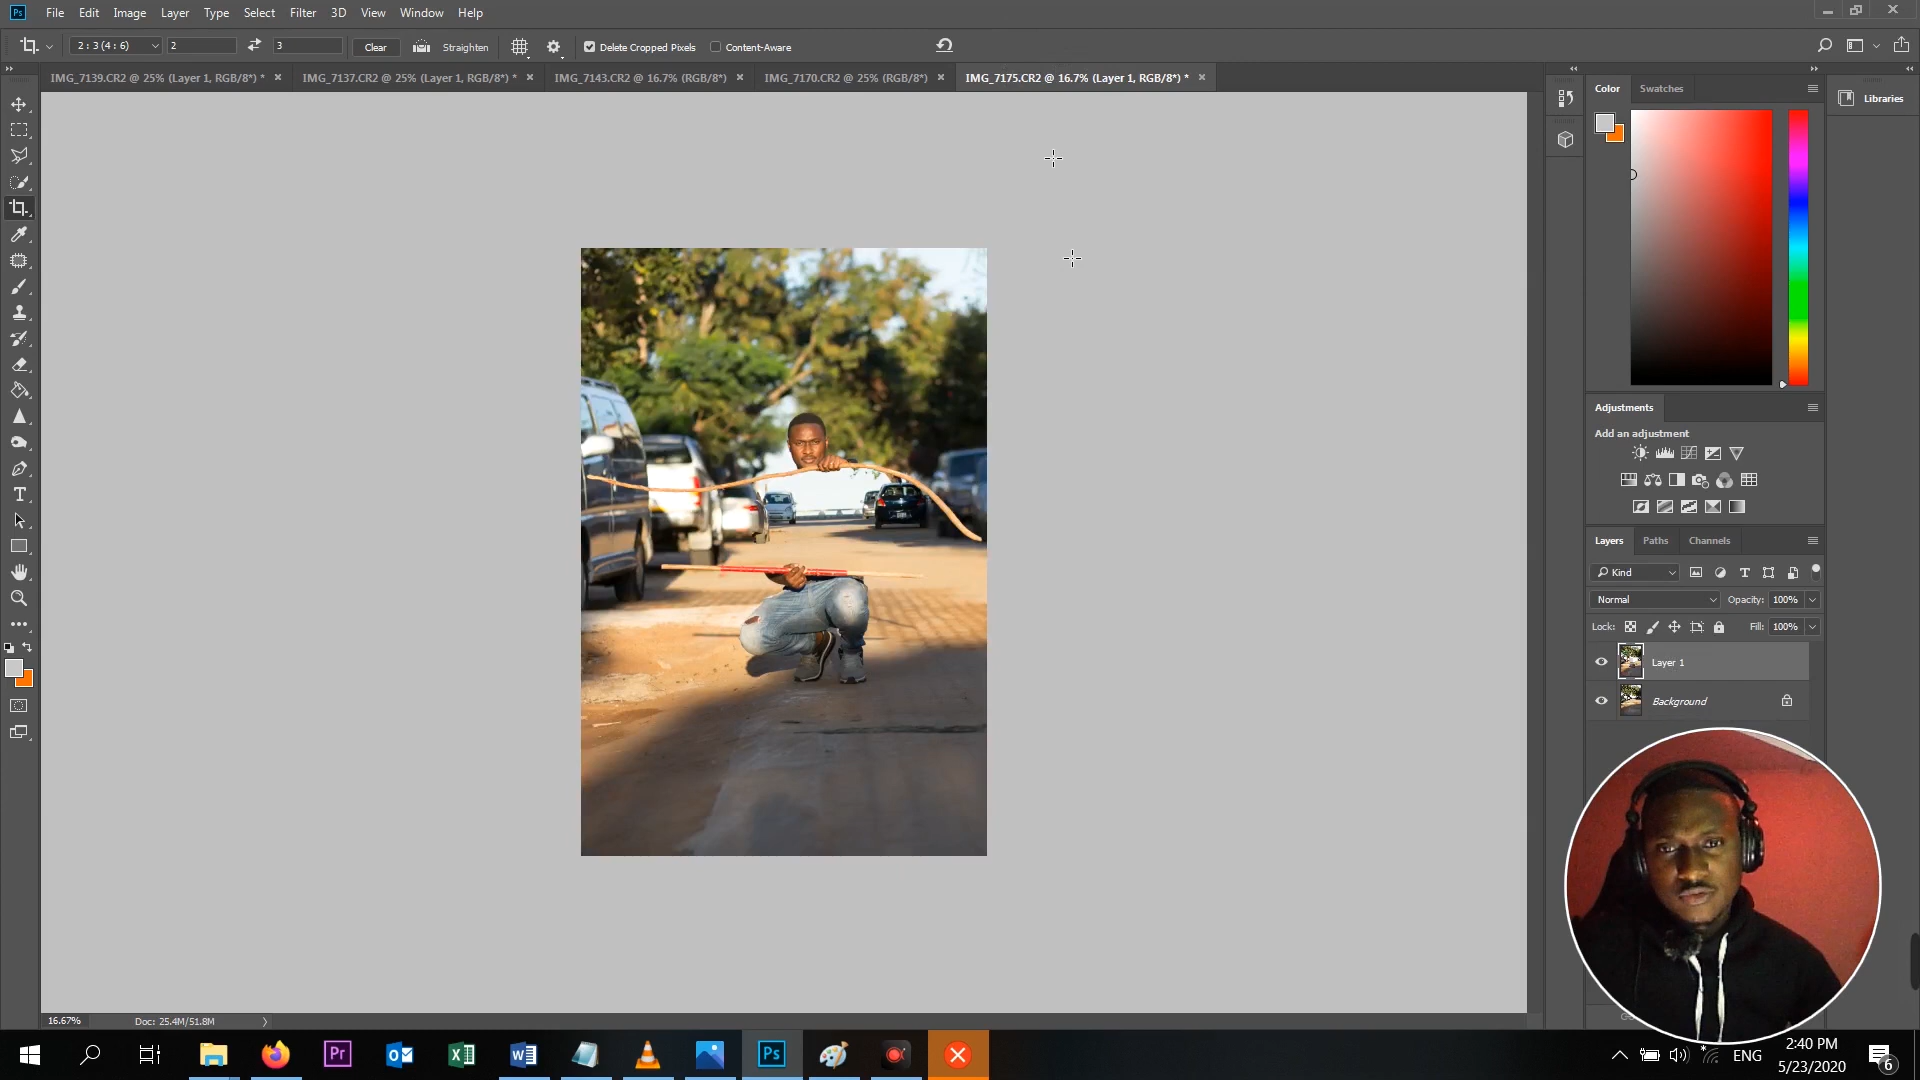 Ps File Edit Image Layer Type Select Filter 3D View Window Help
2 : 3 (4 : 6) 2 3 Clear Straighten Delete Cropped Pixels Content-Aware
IMG_7139.CR2 @ 25% (Layer 1, RGB/8*) * IMG_7137.CR2 @ 25% (Layer 1, RGB/8*) * IMG_7143.CR2 @ 16.7% (RGB/8*) IMG_7170.CR2 @ 25% (RGB/8*) IMG_7175.CR2 @ 16.7% (Layer 1, RGB/8*) *
Color Swatches
Libraries
Adjustments
Add an adjustment
Layers Paths Channels
Kind
Normal Opacity: 100%
Lock: Fill: 100%
Layer 1
Background
16.67% Doc: 25.4M/51.8M
Pr Ps
ENG
2:40 PM
5/23/2020
6